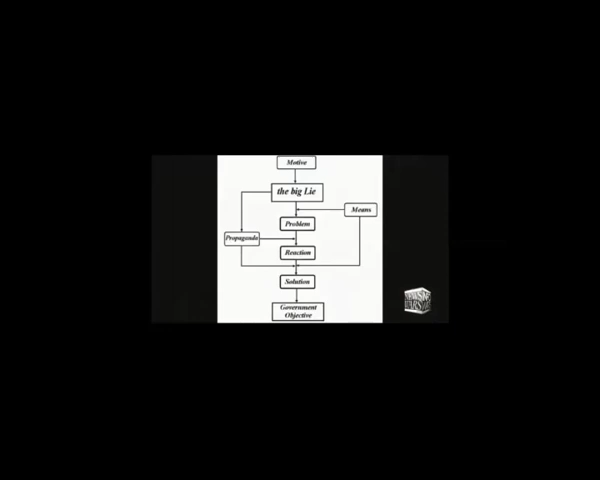 Motive
the big Lie
Means
Problem
Propaganda
Reaction
Solution
Government
Objective